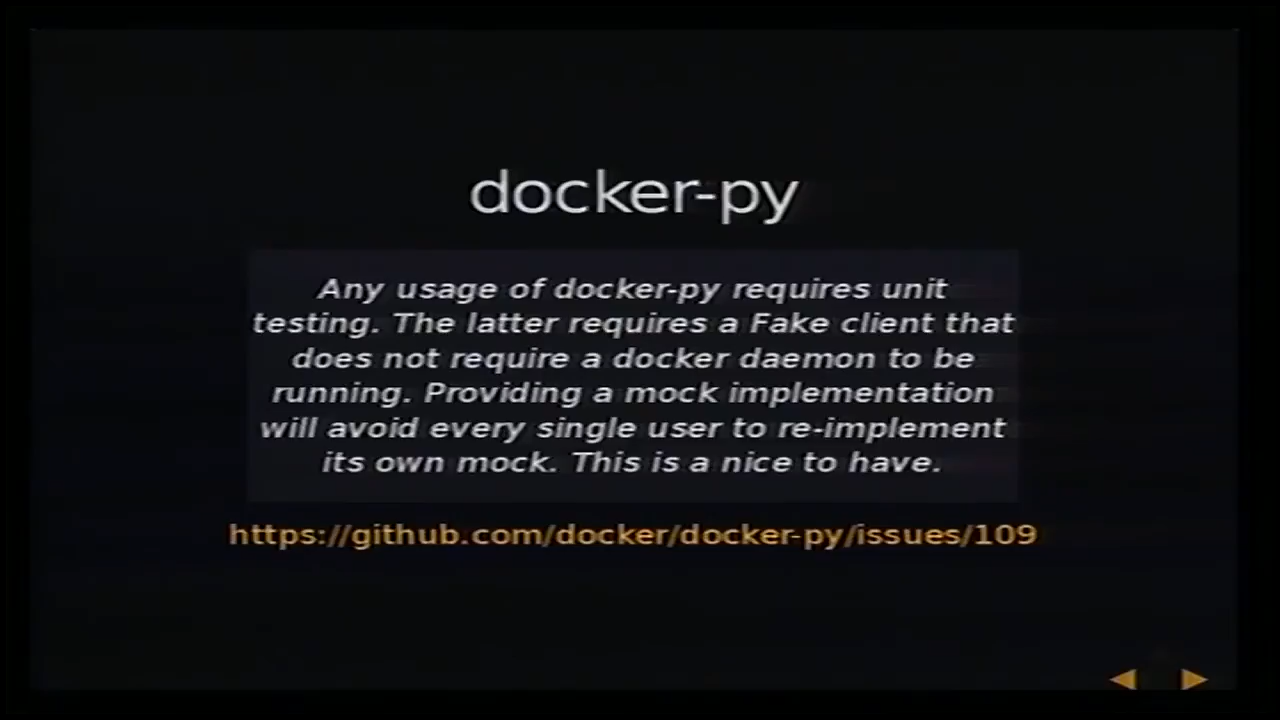 docker-py
Any usage of docker-py requires unit
testing. The latter requires a Fake client that
does not require a docker daemon to be
running. Providing a mock implementation
will avoid every single user to re-implement
its own mock. This is a nice to have.
https://github.com/docker/docker-py/issues/109